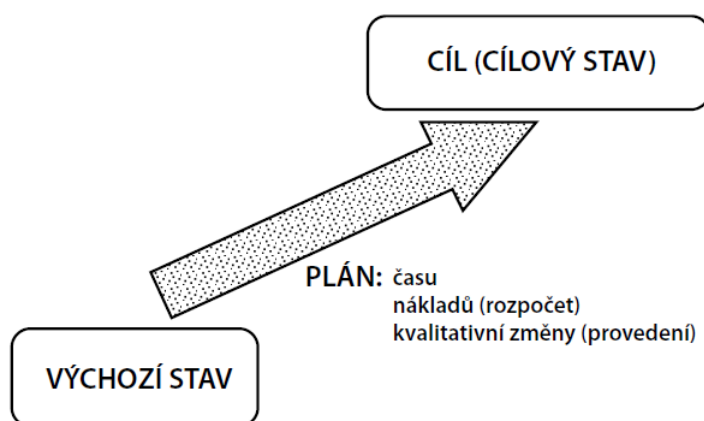 CÍL (CÍLOVÝ STAV)
PLÁN: času
nákladů (rozpočet)
kvalitativní změny (provedení)
VÝCHOZÍ STAV